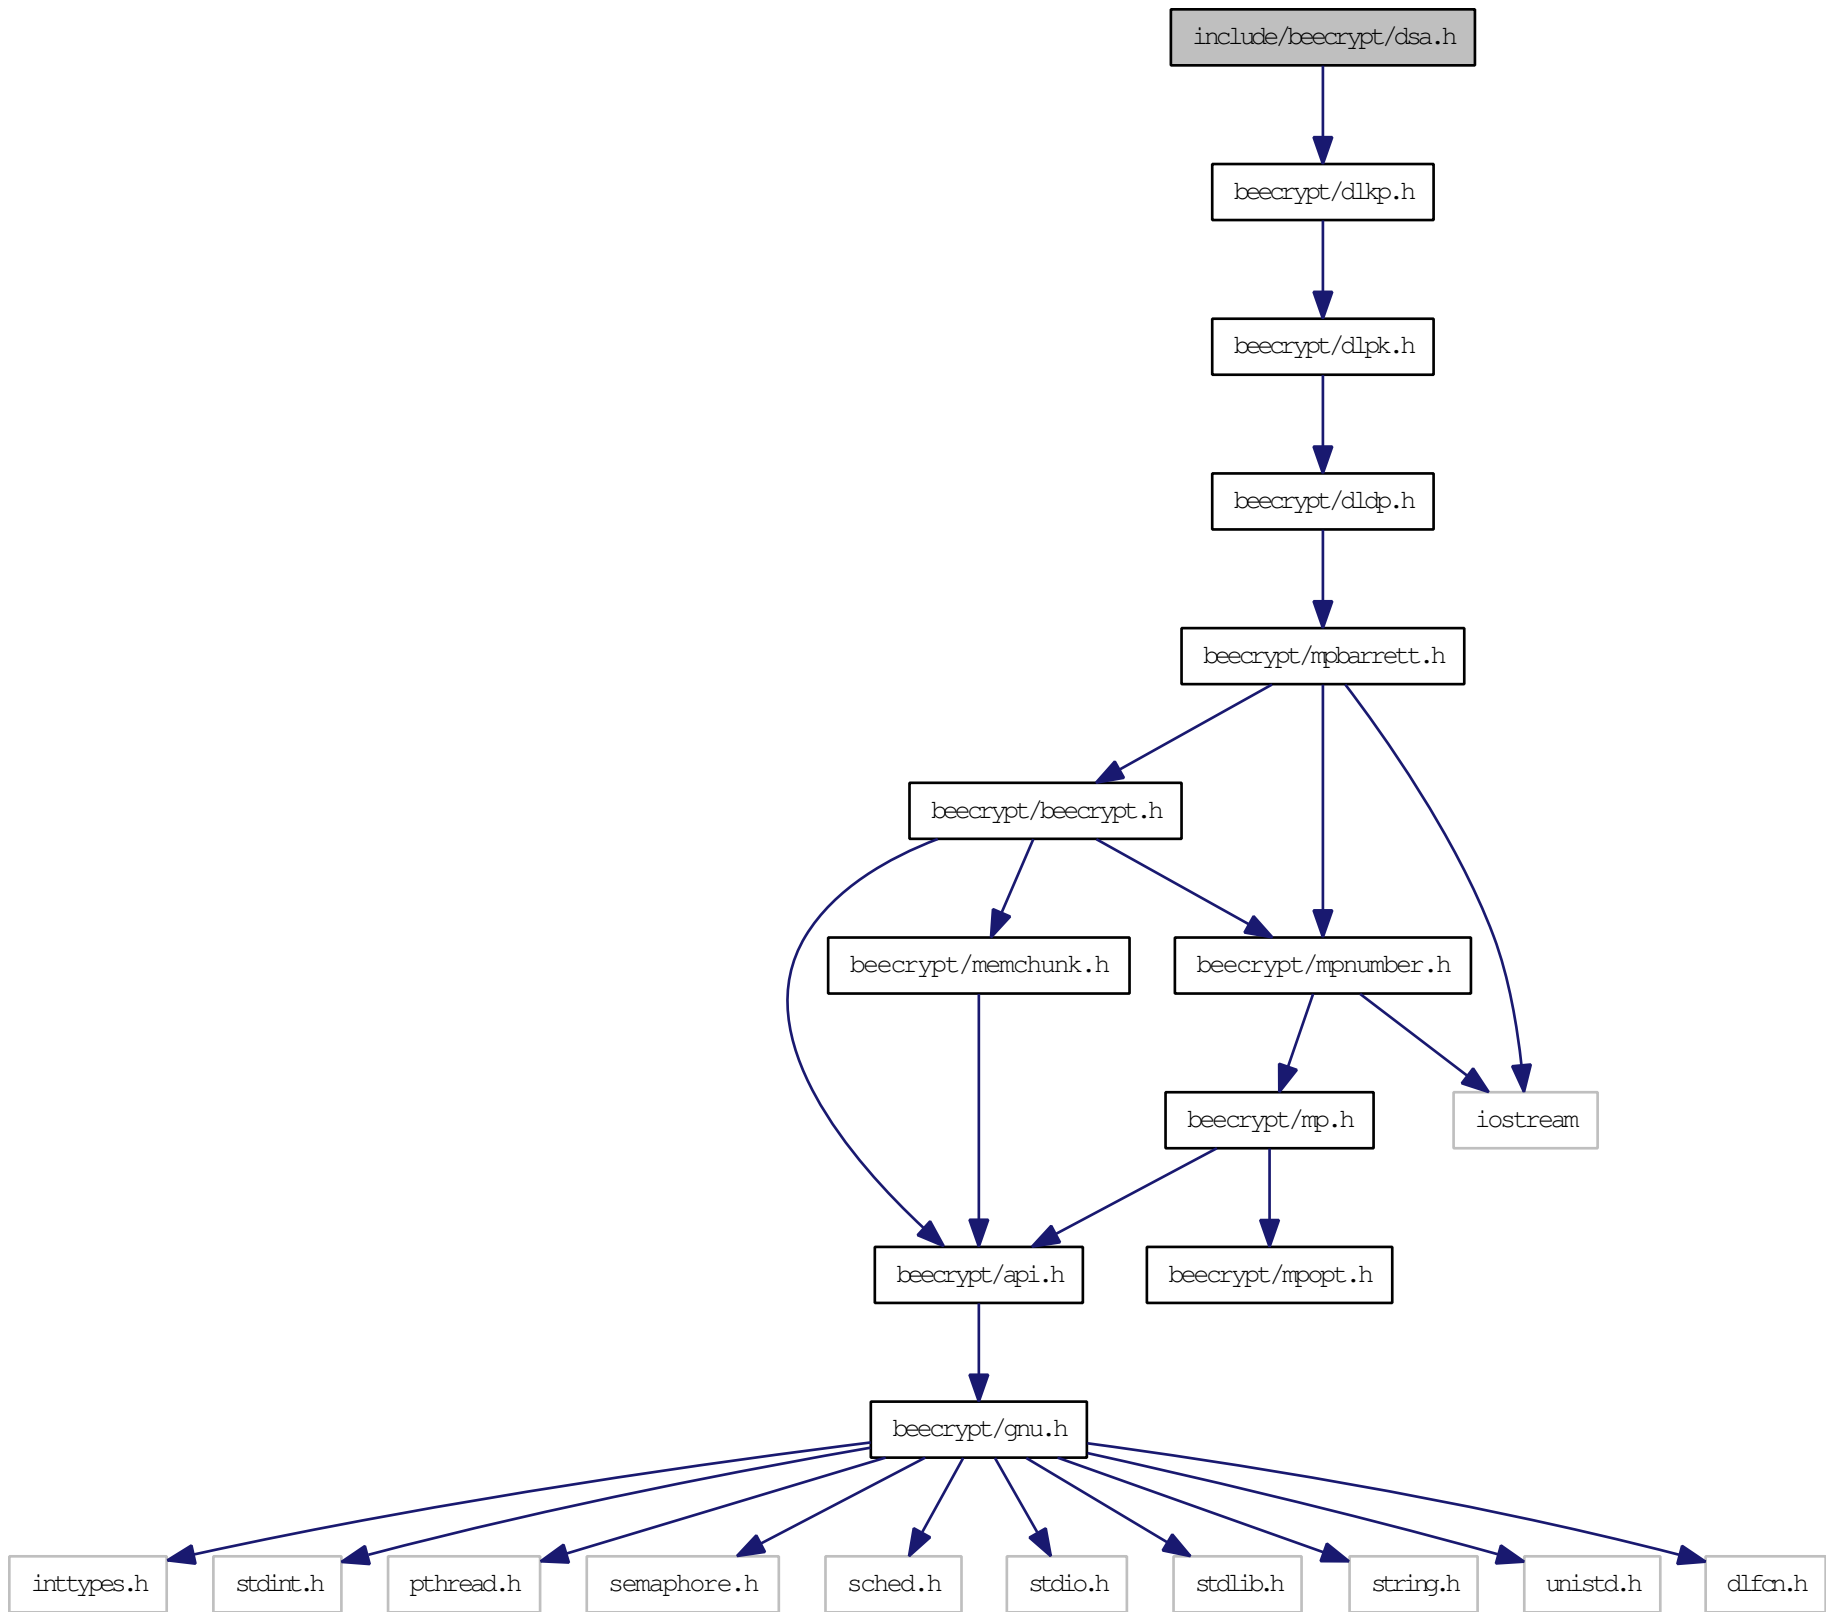 include/beecrypt/dsa.h
beecrypt/dlkp.h
beecrypt/dlpk.h
beecrypt/dldp.h
beecrypt/mpbarrett.h
beecrypt/beecrypt.h
beecrypt/memchunk.h
beecrypt/mpnumber.h
beecrypt/mp.h
iostream
beecrypt/api.h
beecrypt/mpopt.h
beecrypt/gnu.h
inttypes.h
stdint.h
pthread.h
semaphore.h
sched.h
stdio.h
stdlib.h
string.h
unistd.h
dlfcn.h